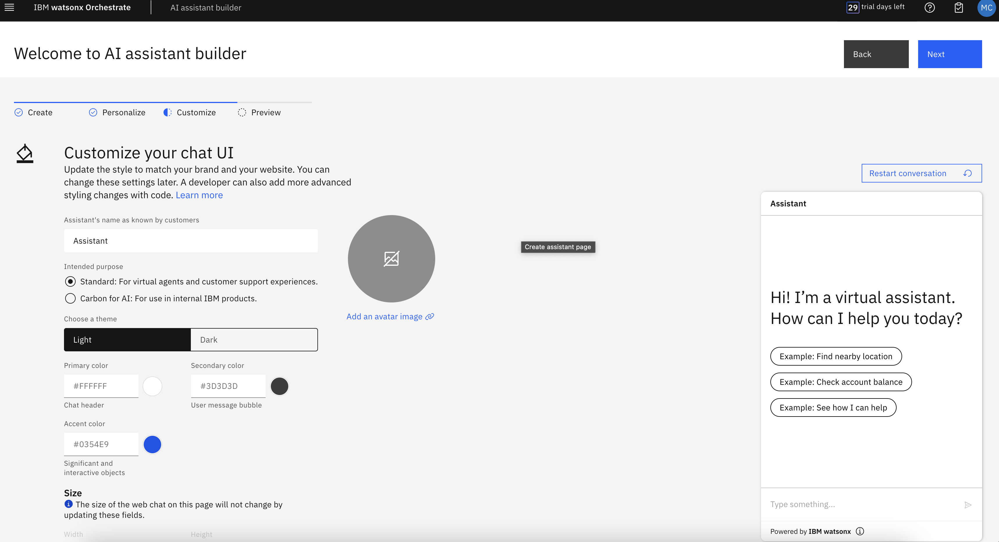 IBM watsonx Orchestrate
AI assistant builder
29 trial days left
MC
Welcome to AI assistant builder
Back
Next
Create
Personalize
Customize
Preview
Customize your chat UI
Update the style to match your brand and your website. You can
change these settings later. A developer can also add more advanced
styling changes with code. Learn more
Assistant's name as known by customers
Assistant
Intended purpose
Standard: For virtual agents and customer support experiences.
Carbon for AI: For use in internal IBM products.
Choose a theme
Light
Dark
Primary color
Secondary color
#FFFFFF
#3D3D3D
Chat header
User message bubble
Accent color
#0354E9
Significant and
interactive objects
Size
The size of the web chat on this page will not change by
updating these fields.
Width
Height
Add an avatar image
Create assistant page
Restart conversation
Assistant
Hi! I’m a virtual assistant.
How can I help you today?
Example: Find nearby location
Example: Check account balance
Example: See how I can help
Type something...
Powered by IBM watsonx